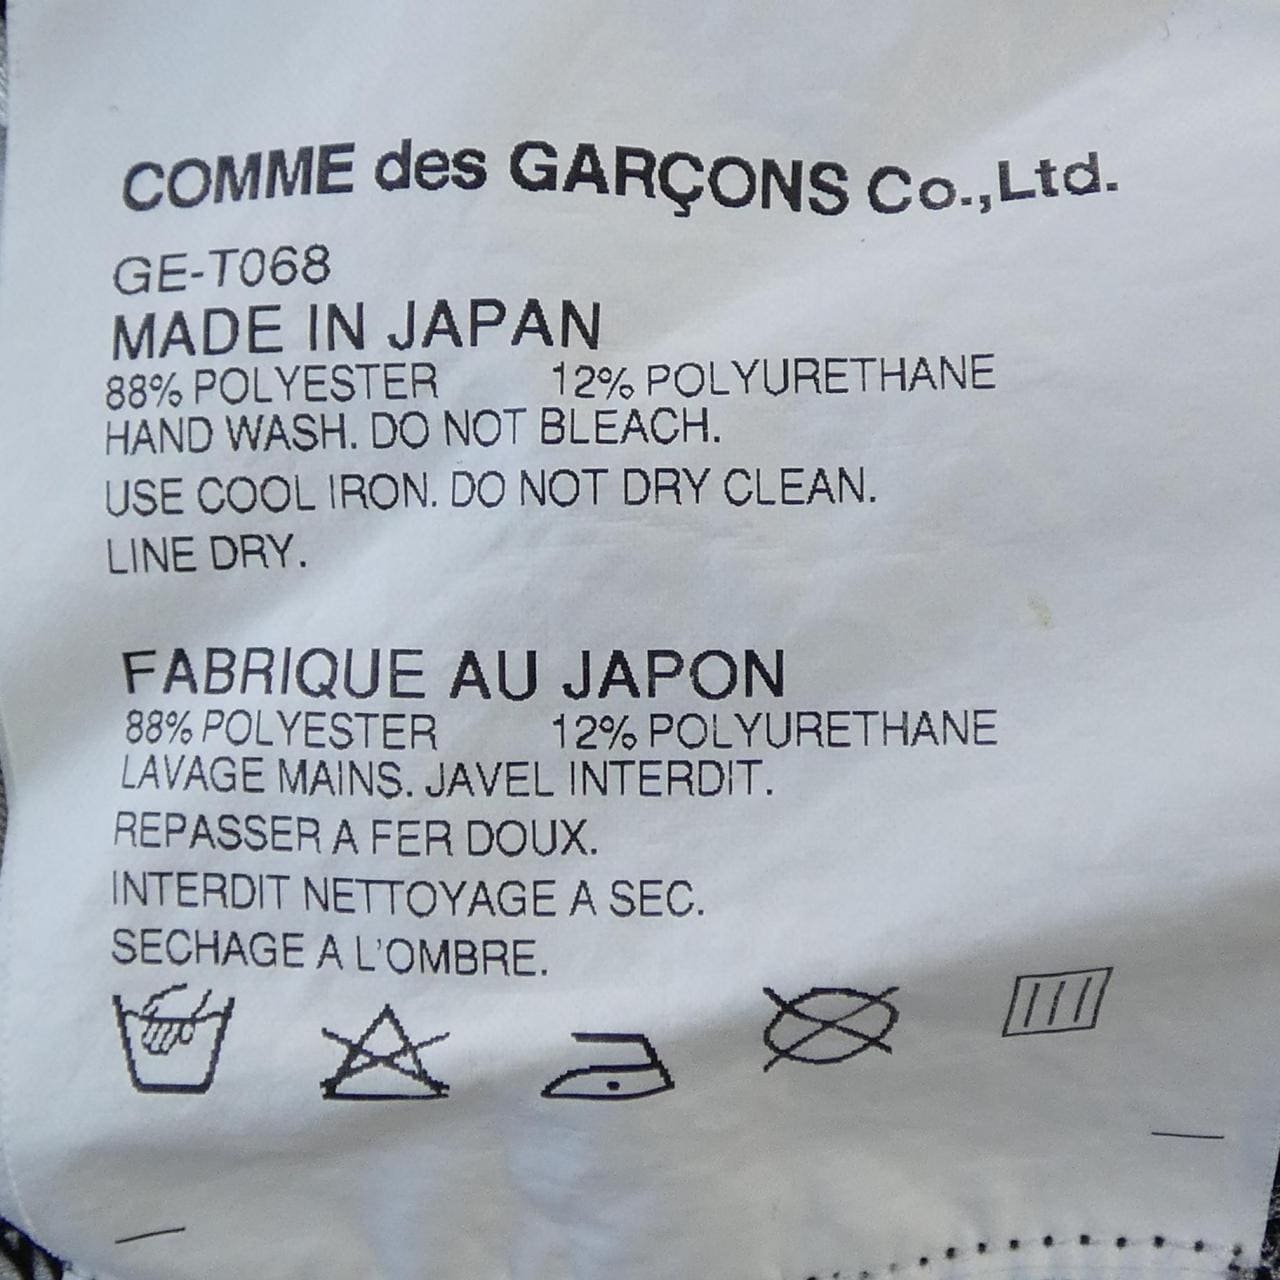 COMME des GARÇONS Co.,Ltd.
GE-T068
MADE IN JAPAN
88% POLYESTER 12% POLYURETHANE
HAND WASH. DO NOT BLEACH.
USE COOL IRON. DO NOT DRY CLEAN.
LINE DRY.
FABRIQUE AU JAPON
88% POLYESTER 12% POLYURETHANE
LAVAGE MAINS. JAVEL INTERDIT.
REPASSER A FER DOUX.
INTERDIT NETTOYAGE A SEC.
SECHAGE A L'OMBRE.